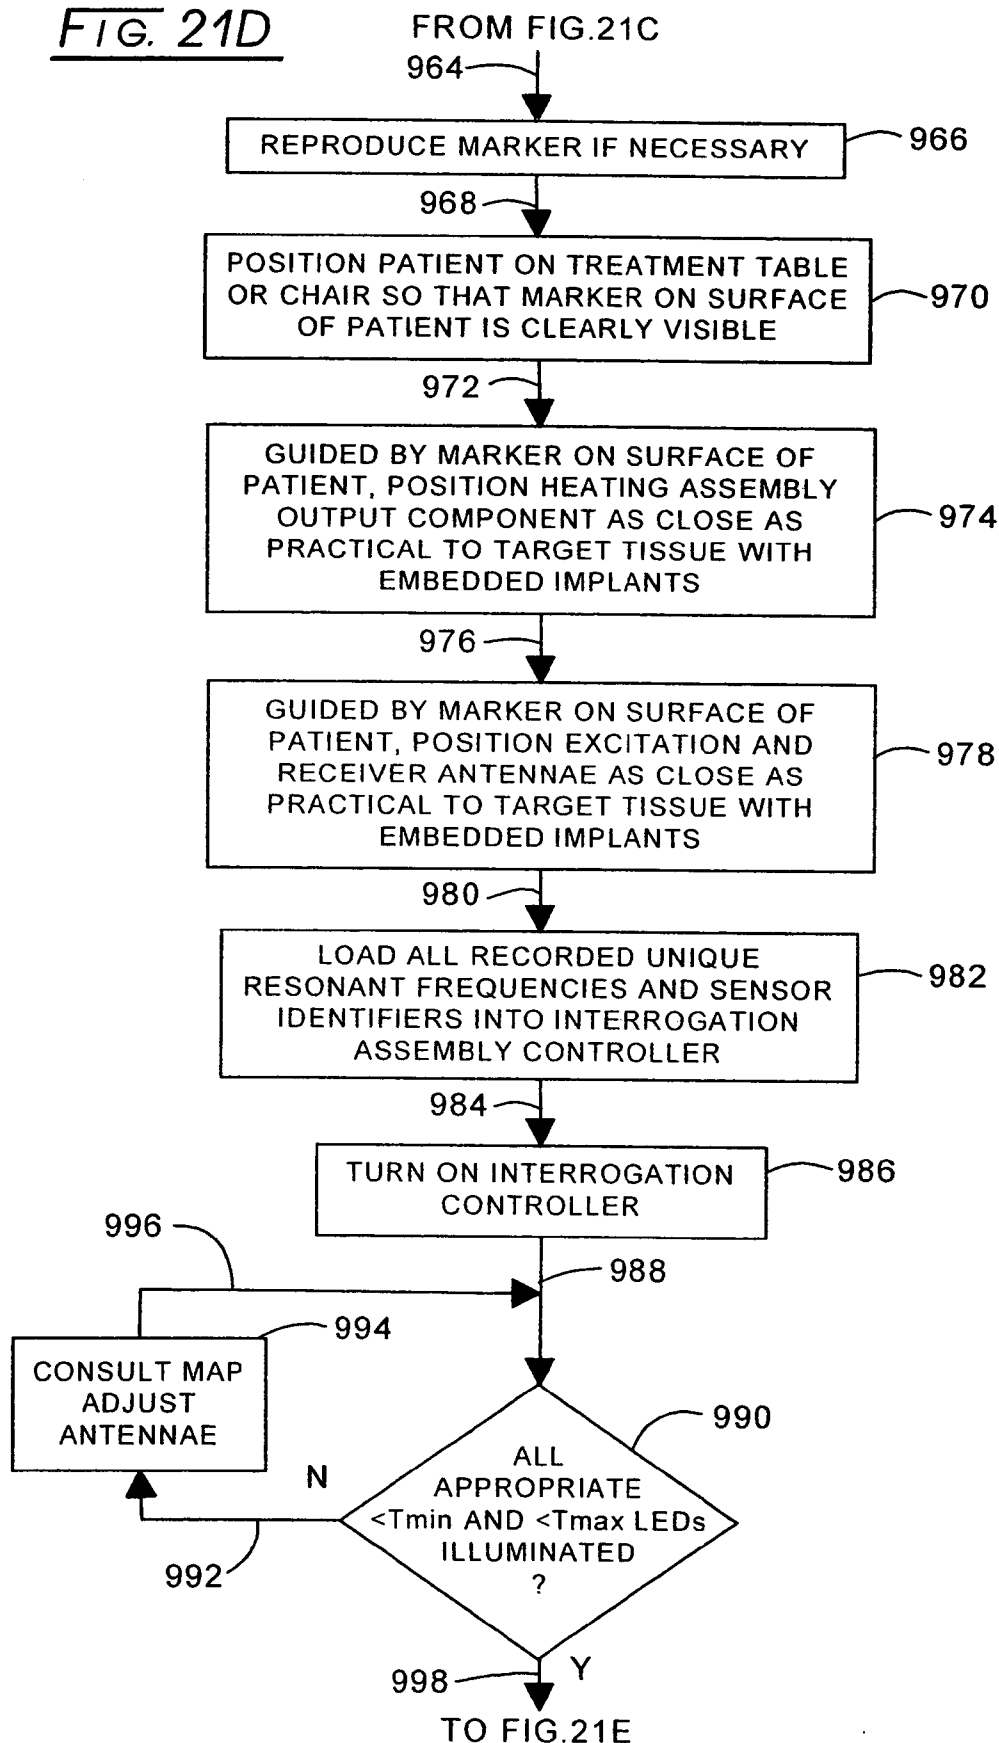 FIG. 21D
FROM FIG.21C
964
REPRODUCE MARKER IF NECESSARY
966
968
POSITION PATIENT ON TREATMENT TABLE
OR CHAIR SO THAT MARKER ON SURFACE
OF PATIENT IS CLEARLY VISIBLE
970
972
GUIDED BY MARKER ON SURFACE OF
PATIENT, POSITION HEATING ASSEMBLY
OUTPUT COMPONENT AS CLOSE AS
PRACTICAL TO TARGET TISSUE WITH
EMBEDDED IMPLANTS
974
976
GUIDED BY MARKER ON SURFACE OF
PATIENT, POSITION EXCITATION AND
RECEIVER ANTENNAE AS CLOSE AS
PRACTICAL TO TARGET TISSUE WITH
EMBEDDED IMPLANTS
978
980
LOAD ALL RECORDED UNIQUE
RESONANT FREQUENCIES AND SENSOR
IDENTIFIERS INTO INTERROGATION
ASSEMBLY CONTROLLER
982
984
TURN ON INTERROGATION
CONTROLLER
986
996
988
994
CONSULT MAP
ADJUST
ANTENNAE
990
N
ALL
APPROPRIATE
<Tmin AND <Tmax LEDs
ILLUMINATED
?
992
998
Y
TO FIG.21E